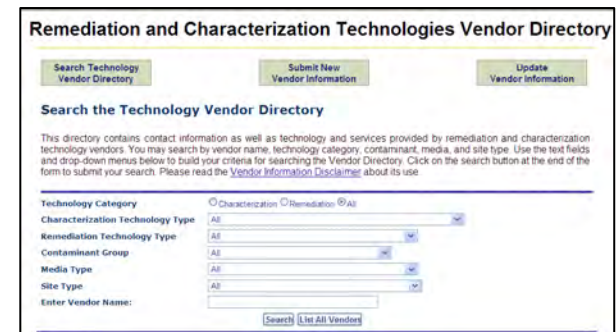 Remediation and Characterization Technologies Vendor Directory
Search Technology Submit New Update
Vendor Directory Vendor Information Vendor Information
Search the Technology Vendor Directory
This directory contains contact information as well as technology and services provided by remediation and characterization
technology vendors. You may search by vendor name, technology category, contaminant, media, and site type. Use the text fields
and drop-down menus below to build your criteria for searching the Vendor Directory. Click on the search button at the end of the
form to submit your search. Please read the Vendor Information Disclaimer about its use
Technology Category Characterization Remediation All
Characterization Technology Type All
Remediation Technology Type All
Contaminant Group All
Media Type All
Site Type All
Enter Vendor Name:
Search List All Vendors